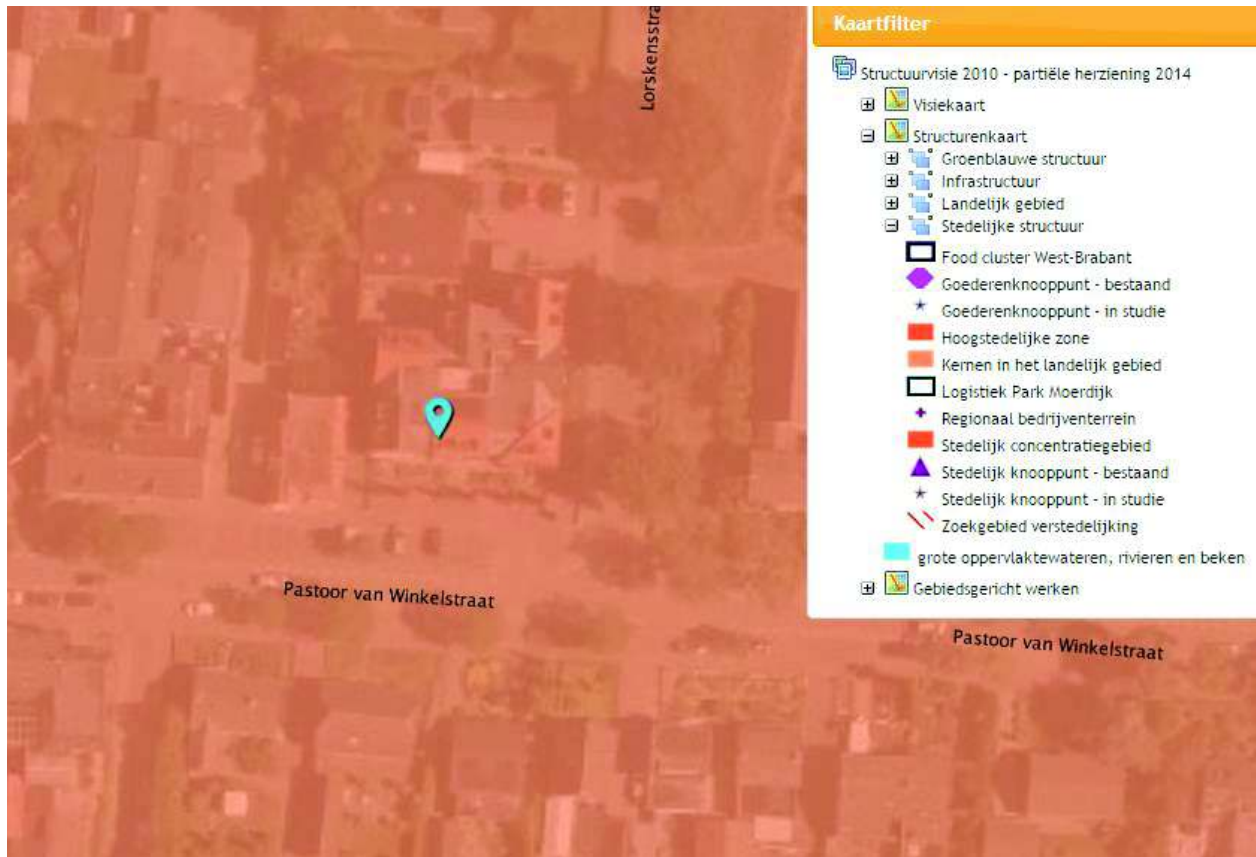 Lorskensstra
Kaartfilter
Structuurvisie 2010 - partiële herziening 2014
Visiekaart
Structurenkaart
Groenblauwe structuur
Infrastructuur
Landelijk gebied
Stedelijke structuur
Food cluster West-Brabant
Goederenknooppunt - bestaand
Goederenknooppunt - in studie
Hoogstedelijke zone
Kernen in het landelijk gebied
Logistiek Park Moerdijk
Regionaal bedrijventerrein
Stedelijk concentratiegebied
Stedelijk knooppunt - bestaand
Stedelijk knooppunt - in studie
Zoekgebied verstedelijking
grote oppervlaktewateren, rivieren en beken
Gebiedsgericht werken
Pastoor van Winkelstraat
Pastoor van Winkelstraat